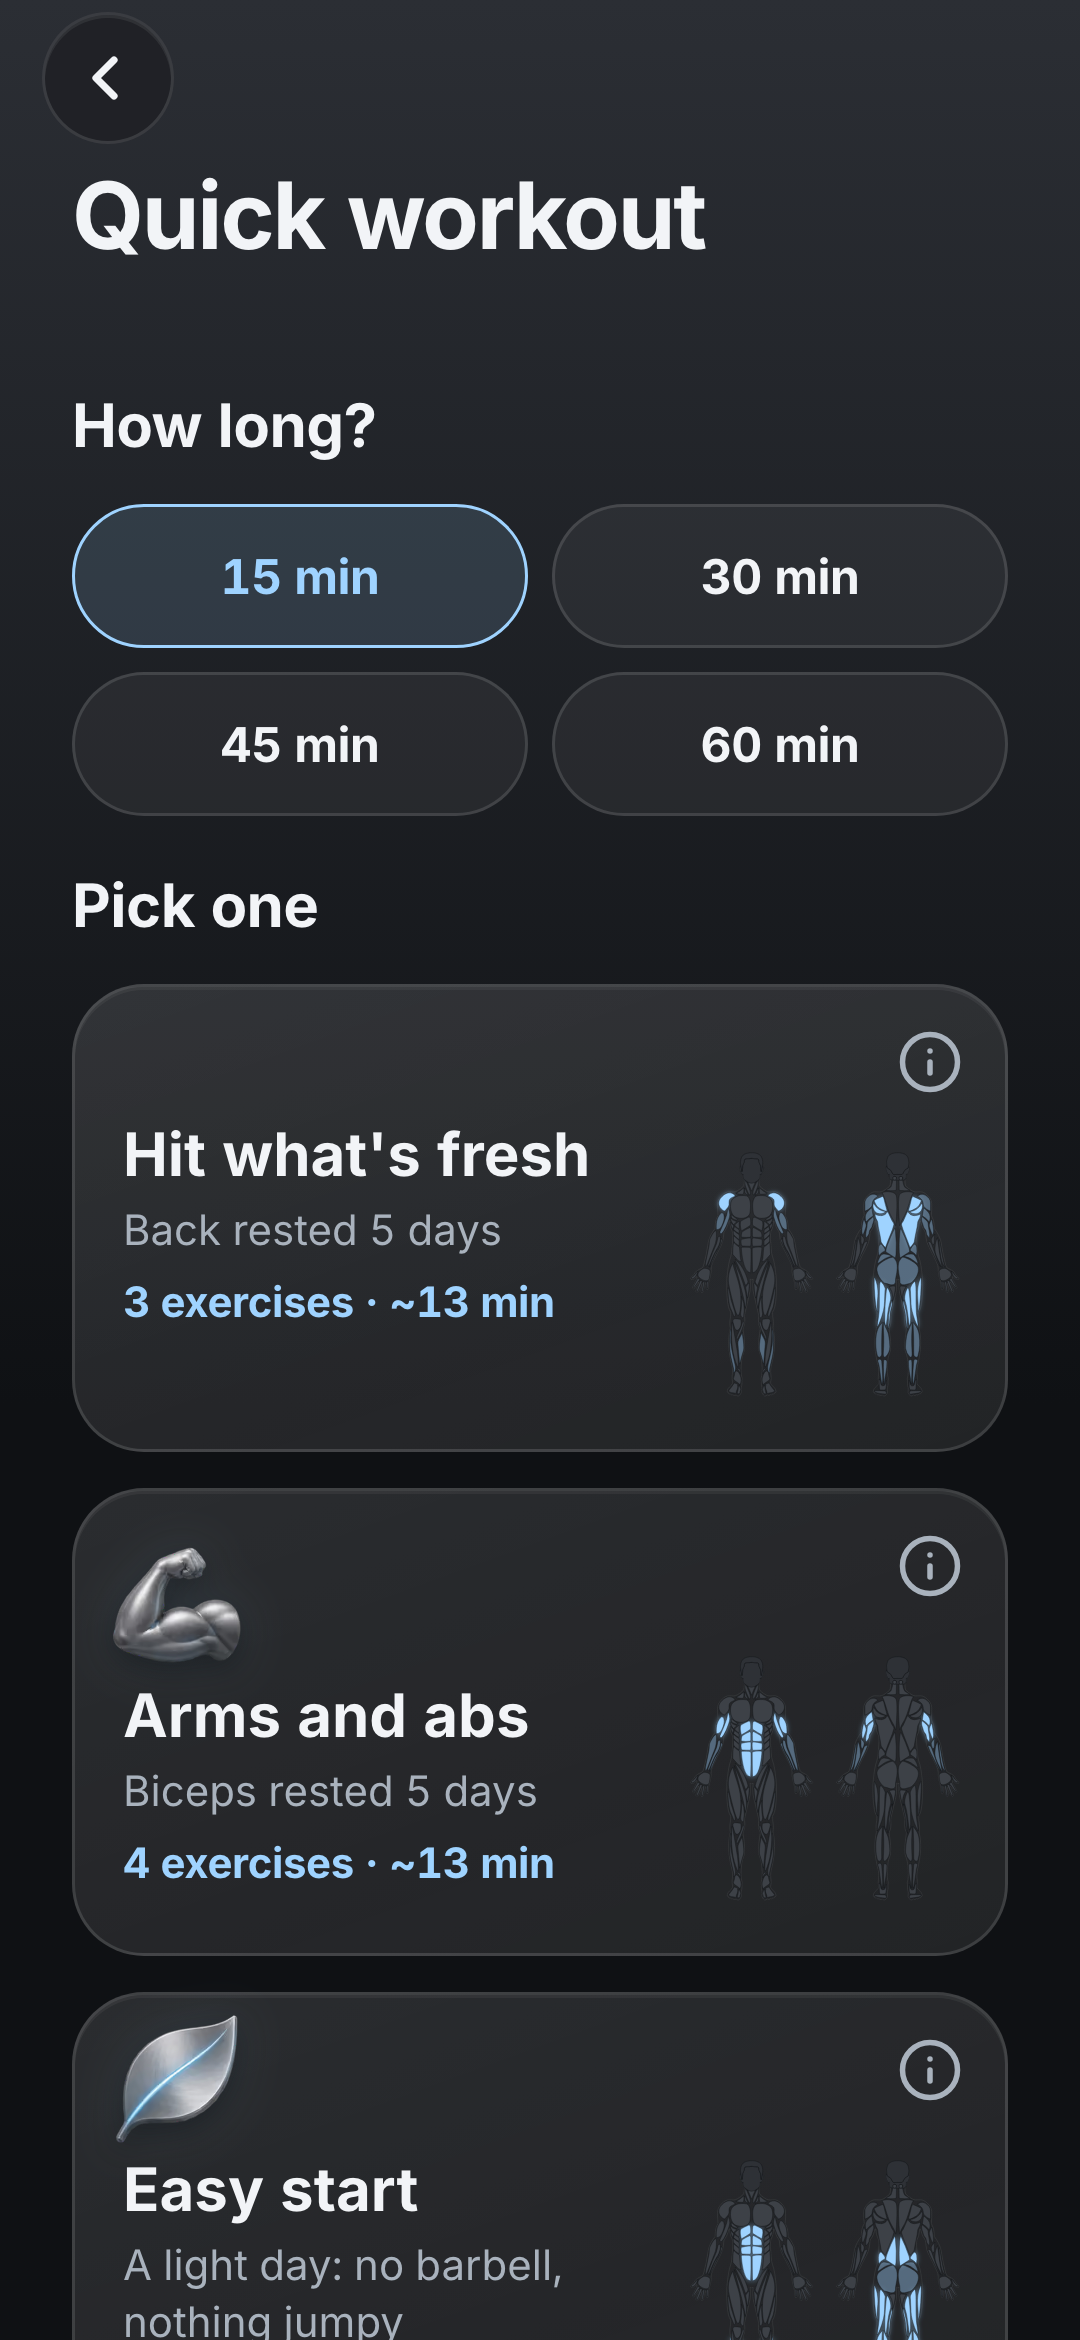 Quick workout
How long?
15 min
30 min
45 min
60 min
Pick one
Hit what's fresh
Back rested 5 days
3 exercises · ~13 min
Arms and abs
Biceps rested 5 days
4 exercises · ~13 min
Easy start
A light day: no barbell,
nothing jumpy